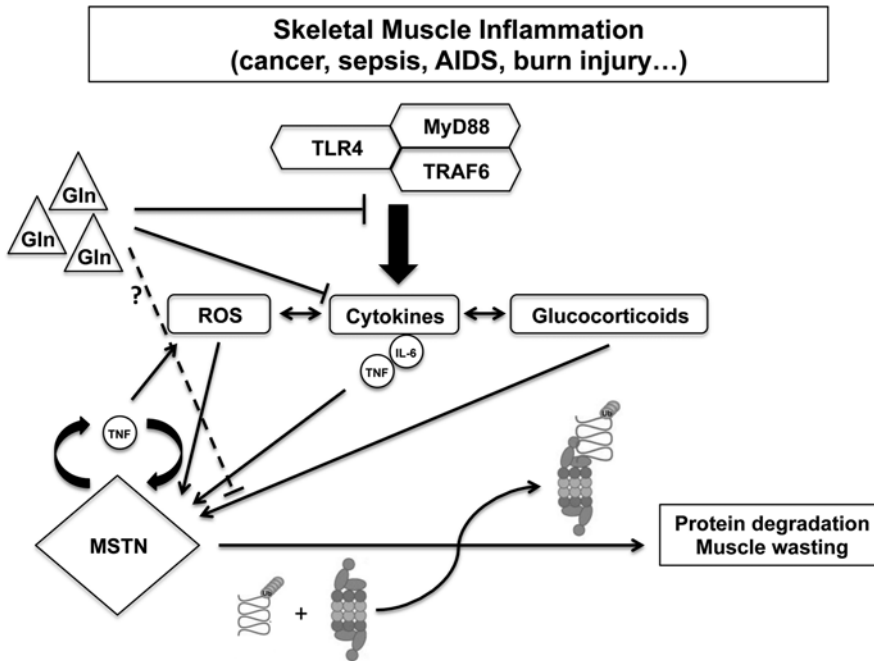 Skeletal Muscle Inflammation
(cancer, sepsis, AIDS, burn injury…)
MyD88
TLR4
TRAF6
Gln
Gln
Gln
?
ROS
Cytokines
Glucocorticoids
IL-6
TNF
TNF
Ub
MSTN
Protein degradation
Muscle wasting
Ub
+